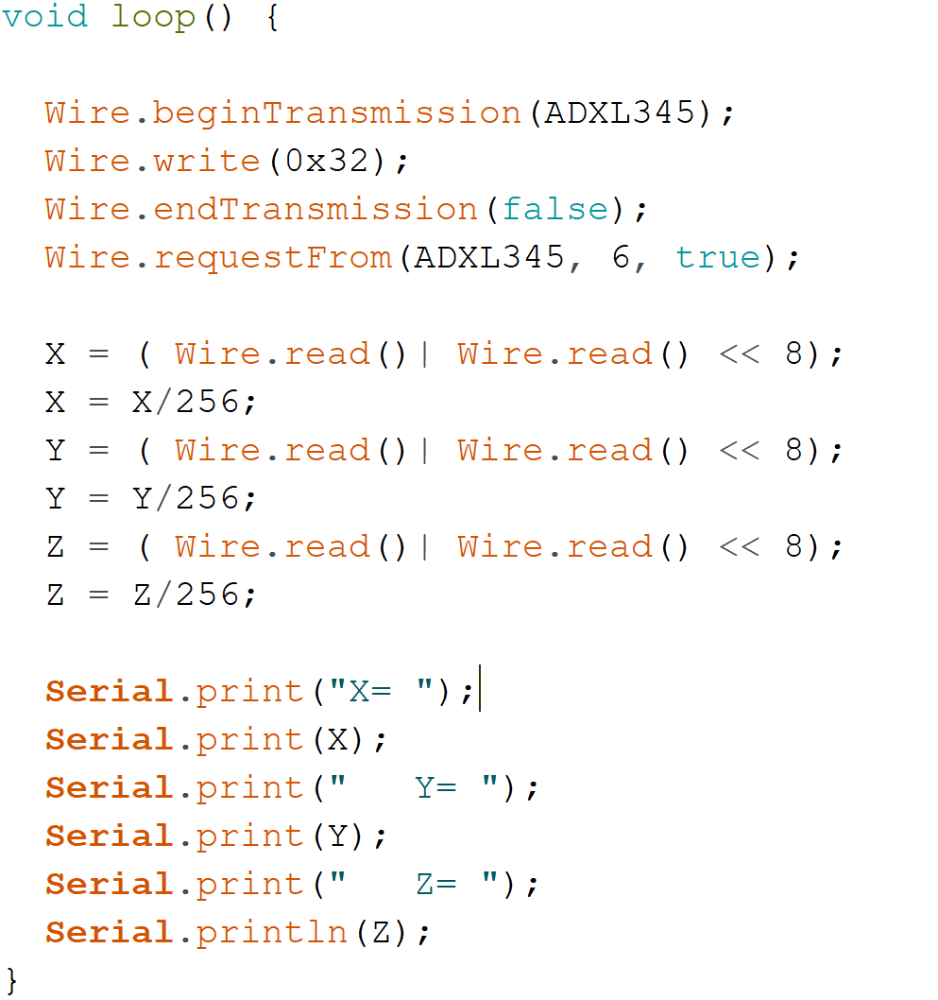 void loop() {
Wire.beginTransmission(ADXL345);
Wire.write(0x32);
Wire.endTransmission(false);
Wire.requestFrom(ADXL345, 6, true);
X = ( Wire.read()| Wire.read() << 8);
X = X/256;
Y = ( Wire.read()| Wire.read() << 8);
Y = Y/256;
Z = ( Wire.read()| Wire.read() << 8);
Z = Z/256;
Serial.print("X= ");
Serial.print(X);
Serial.print("   Y= ");
Serial.print(Y);
Serial.print("   Z= ");
Serial.println(Z);
}